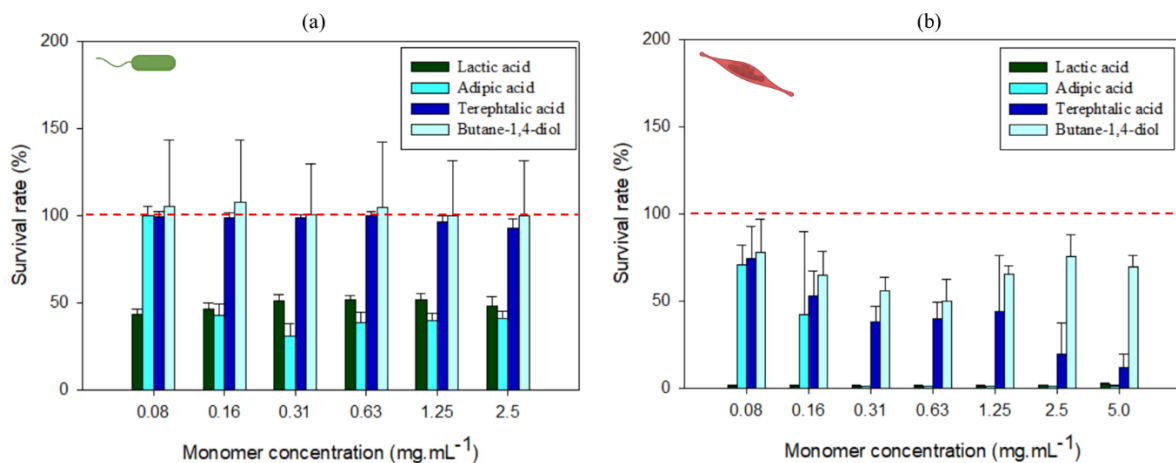 (a)
200
150
100
50
0
Survival rate (%)
Lactic acid
Adipic acid
Terephtalic acid
Butane-1,4-diol
0.08 0.16 0.31 0.63 1.25 2.5
Monomer concentration (mg.mL⁻¹)
(b)
200
150
100
50
0
Survival rate (%)
Lactic acid
Adipic acid
Terephtalic acid
Butane-1,4-diol
0.08 0.16 0.31 0.63 1.25 2.5 5.0
Monomer concentration (mg.mL⁻¹)